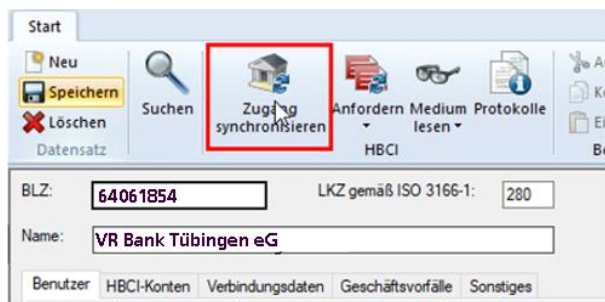 Start
Neu
Speichern
Löschen
Suchen
Zugang
synchronisieren
Anfordern
Medium
lesen
Protokolle
Datensatz
HBCI
BLZ: 64061854 LKZ gemäß ISO 3166-1: 280
Name: VR Bank Tübingen eG
Benutzer HBCI-Konten Verbindungsdaten Geschäftsvorfälle Sonstiges